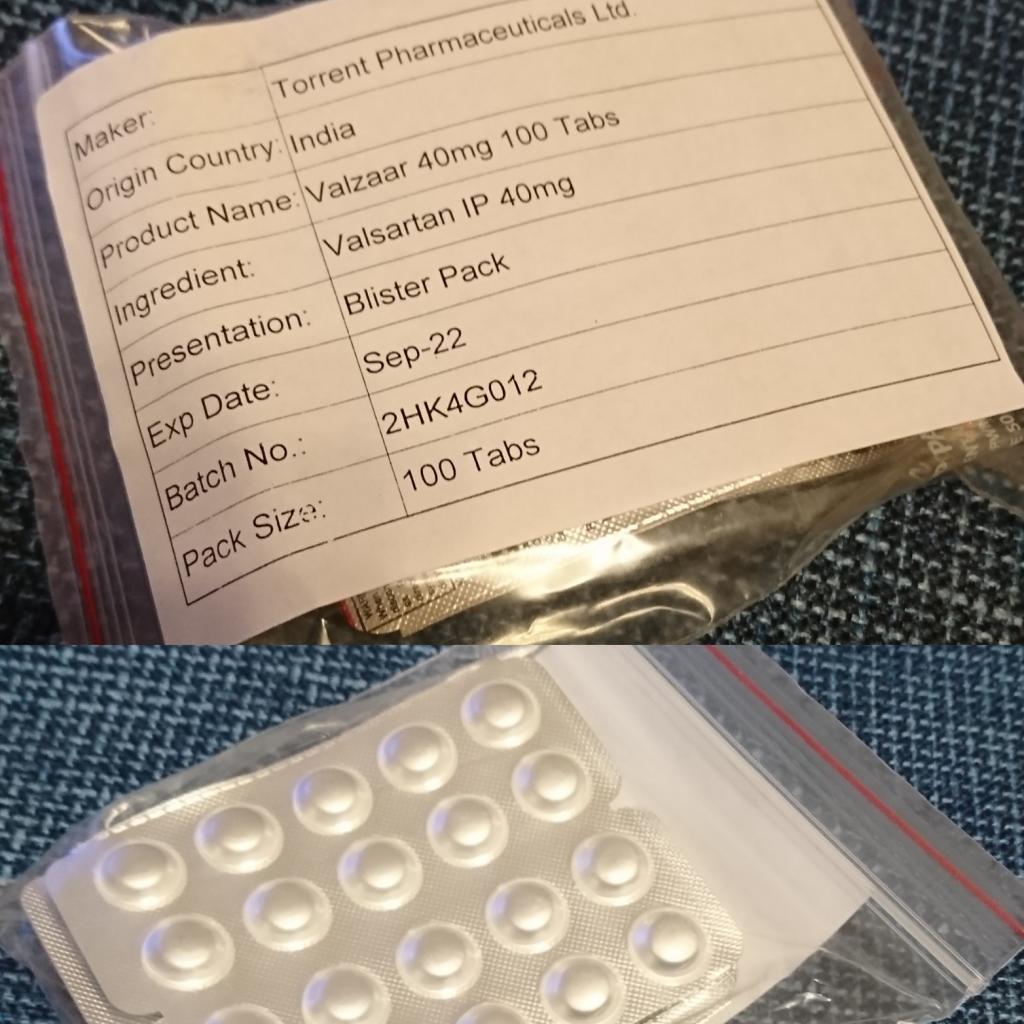 Maker: Torrent Pharmaceuticals Ltd.
Origin Country: India
Product Name: Valzaar 40mg 100 Tabs
Ingredient: Valsartan IP 40mg
Presentation: Blister Pack
Exp Date: Sep-22
Batch No.: 2HK4G012
Pack Size: 100 Tabs